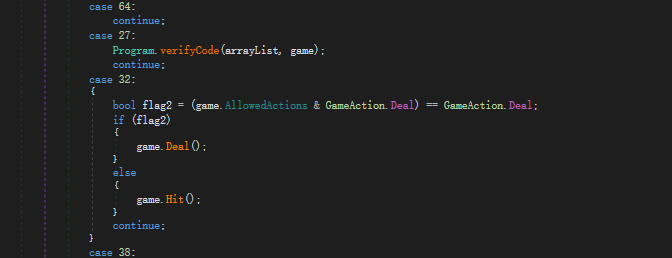 case 64:
continue;
case 27:
Program.verifyCode(arrayList, game);
continue;
case 32:
{
bool flag2 = (game.AllowedActions & GameAction.Deal) == GameAction.Deal;
if (flag2)
{
game.Deal();
}
else
{
game.Hit();
}
continue;
}
case 38: